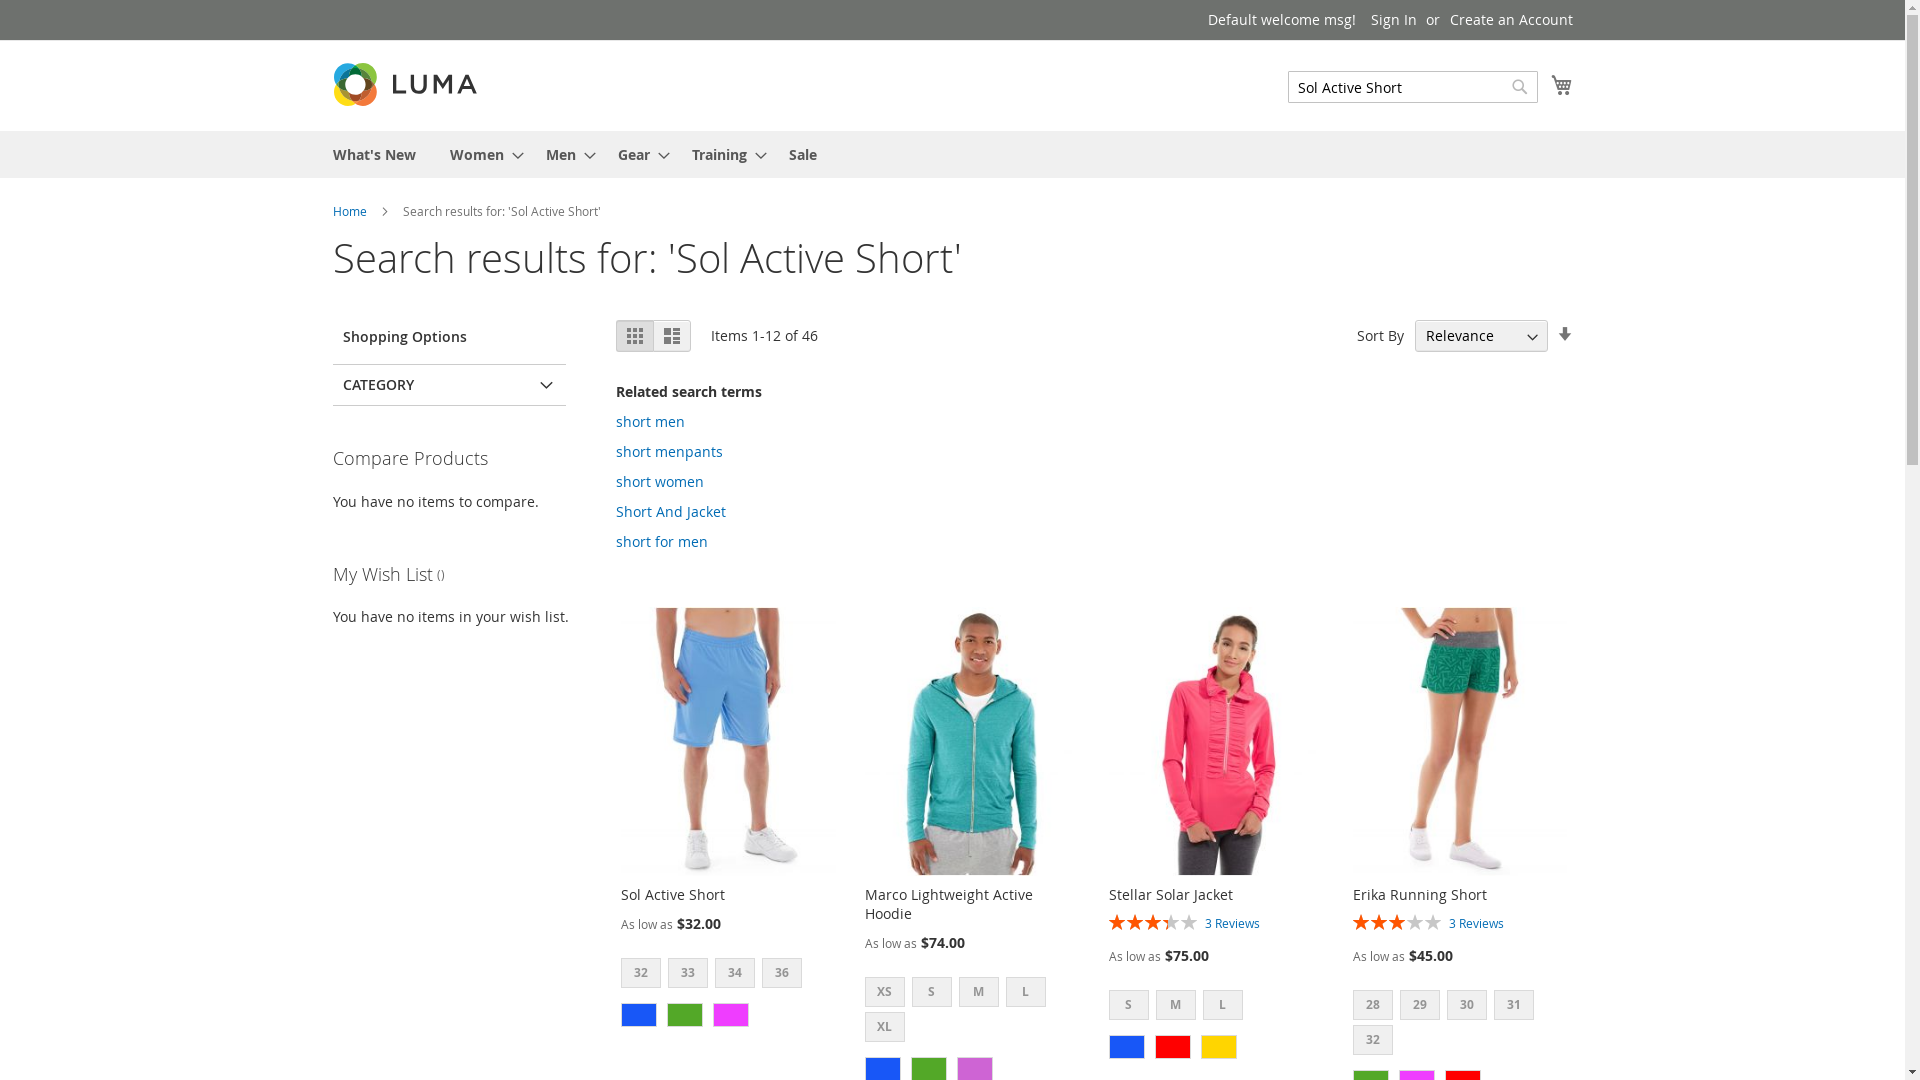 Default welcome msg! Sign In or Create an Account
LUMA
Sol Active Short
What's New Women Men Gear Training Sale
Home Search results for: 'Sol Active Short'
Search results for: 'Sol Active Short'
Shopping Options
CATEGORY
Compare Products
You have no items to compare.
My Wish List ()
You have no items in your wish list.
Items 1-12 of 46
Sort By Relevance
Related search terms
short men
short menpants
short women
Short And Jacket
short for men
Sol Active Short
As low as $32.00
32 33 34 36
Marco Lightweight Active
Hoodie
As low as $74.00
XS S M L
XL
Stellar Solar Jacket
3 Reviews
As low as $75.00
S M L
Erika Running Short
3 Reviews
As low as $45.00
28 29 30 31
32